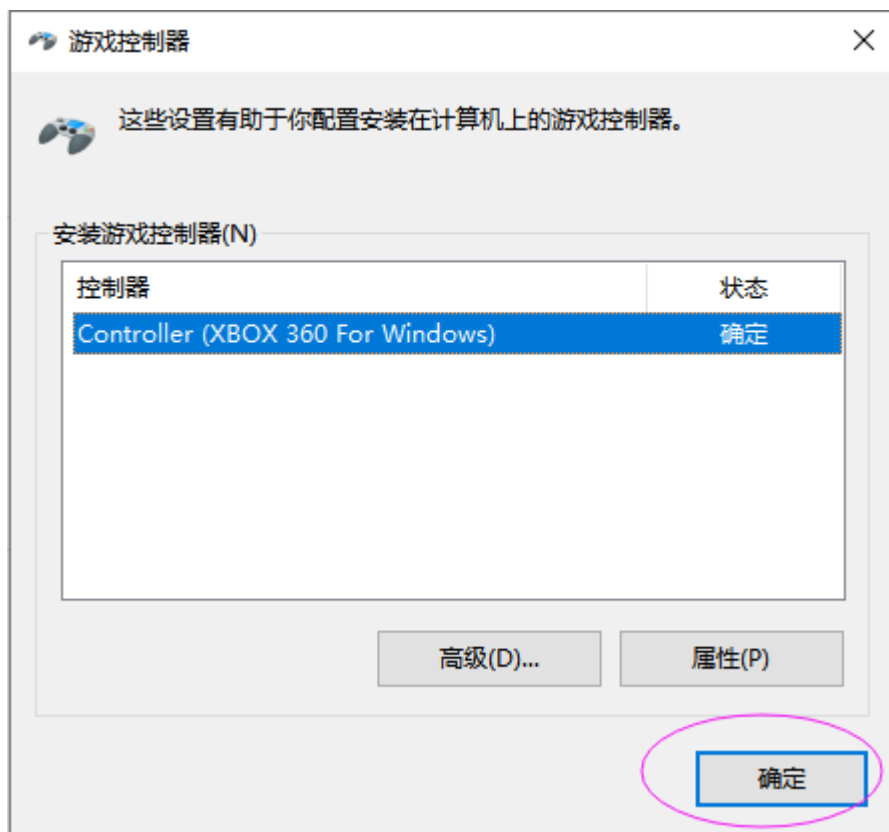 游戏控制器
这些设置有助于你配置安装在计算机上的游戏控制器。
安装游戏控制器(N)
控制器 状态
Controller (XBOX 360 For Windows) 确定
高级(D)... 属性(P)
确定